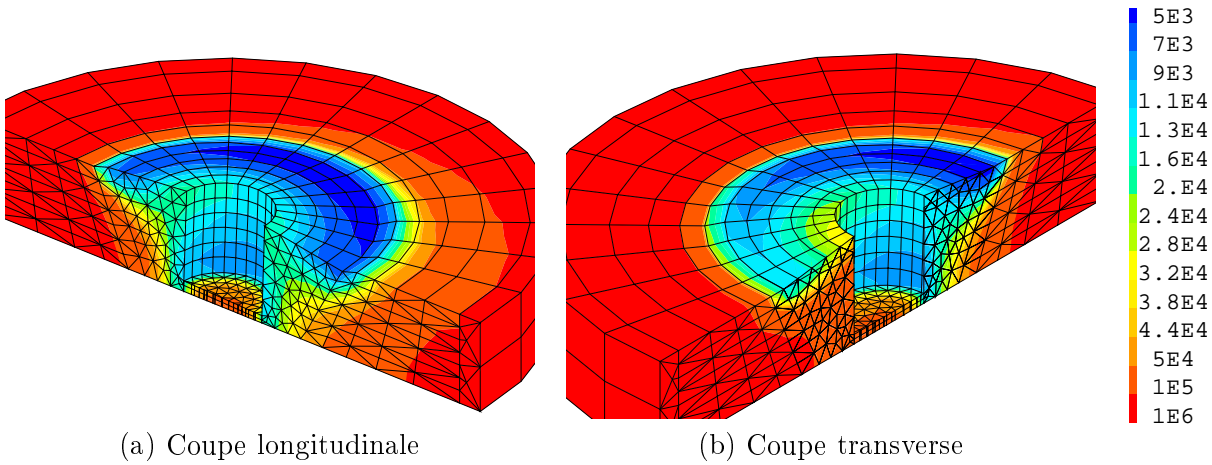 5E3
7E3
9E3
1.1E4
1.3E4
1.6E4
2.E4
2.4E4
2.8E4
3.2E4
3.8E4
4.4E4
5E4
1E5
1E6
(a) Coupe longitudinale
(b) Coupe transverse